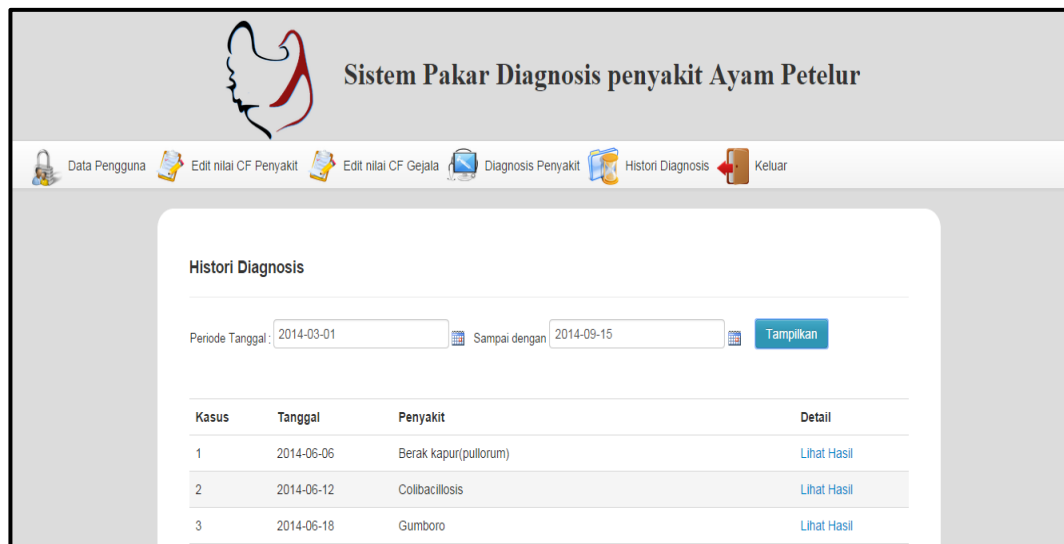 Sistem Pakar Diagnosis penyakit Ayam Petelur
Data Pengguna Edit nilai CF Penyakit Edit nilai CF Gejala Diagnosis Penyakit Histori Diagnosis Keluar
Histori Diagnosis
Periode Tanggal : 2014-03-01 Sampai dengan 2014-09-15 Tampilkan
Kasus Tanggal Penyakit Detail
1 2014-06-06 Berak kapur(pullorum) Lihat Hasil
2 2014-06-12 Colibacillosis Lihat Hasil
3 2014-06-18 Gumboro Lihat Hasil